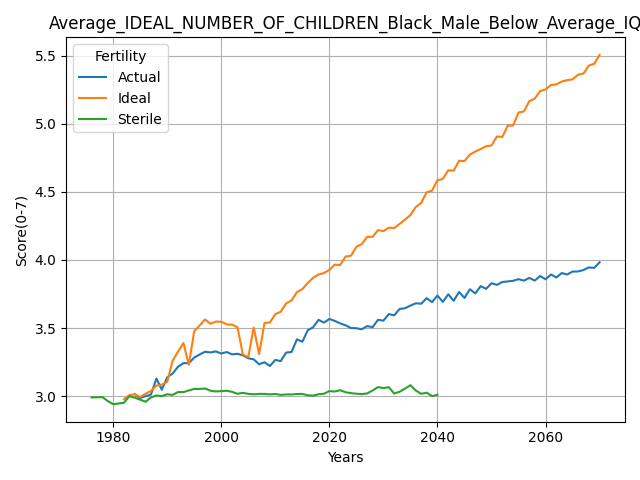 Average_IDEAL_NUMBER_OF_CHILDREN_Black_Male_Below_Average_IQ
Fertility
Actual
Ideal
Sterile
5.5
5.0
4.5
4.0
3.5
3.0
Score(0-7)
1980
2000
2020
2040
2060
Years